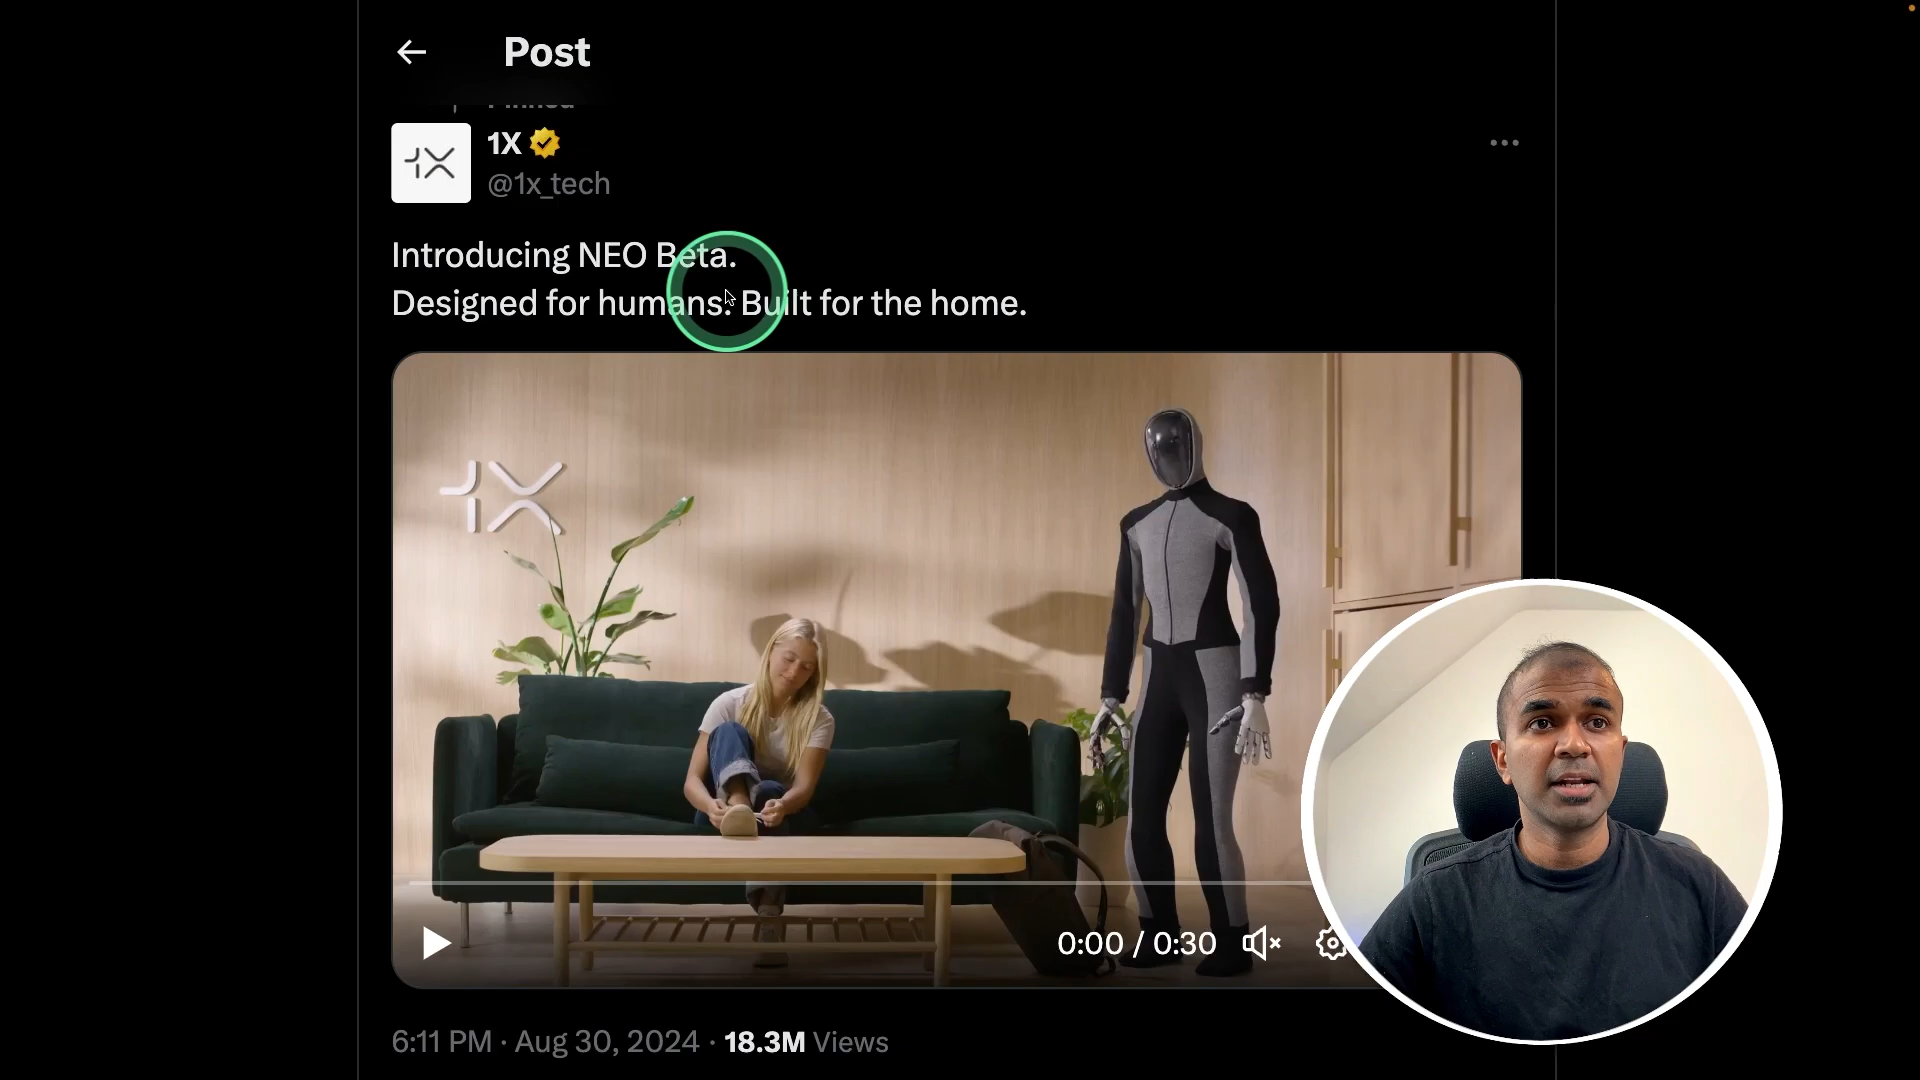 Post
Pinned
1X
@1x_tech
Introducing NEO Beta.
Designed for humans. Built for the home.
1X
0:00 / 0:30
6:11 PM · Aug 30, 2024 · 18.3M Views